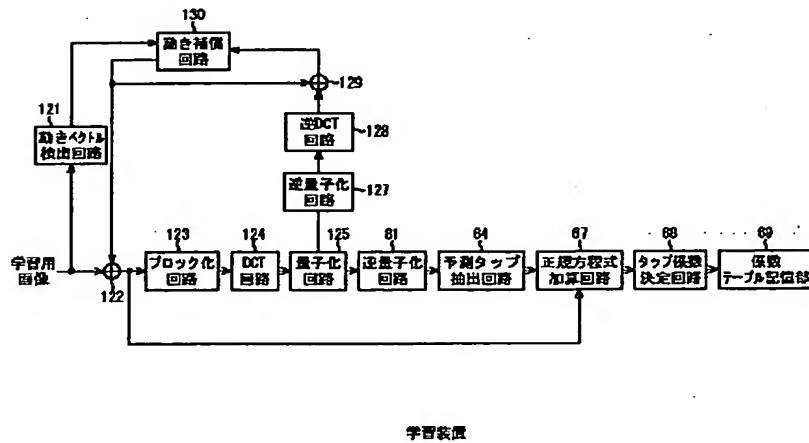 130
動き補償
回路
129
121
動きベクトル
検出回路
逆DCT
回路
128
逆量子化
回路
127
123
124
125
81
64
67
68
69
学習用
画像
122
ブロック化
回路
DCT
回路
量子化
回路
逆量子化
回路
予測タップ
抽出回路
正規方程式
加算回路
タップ係数
決定回路
係数
テーブル記憶部
学習装置